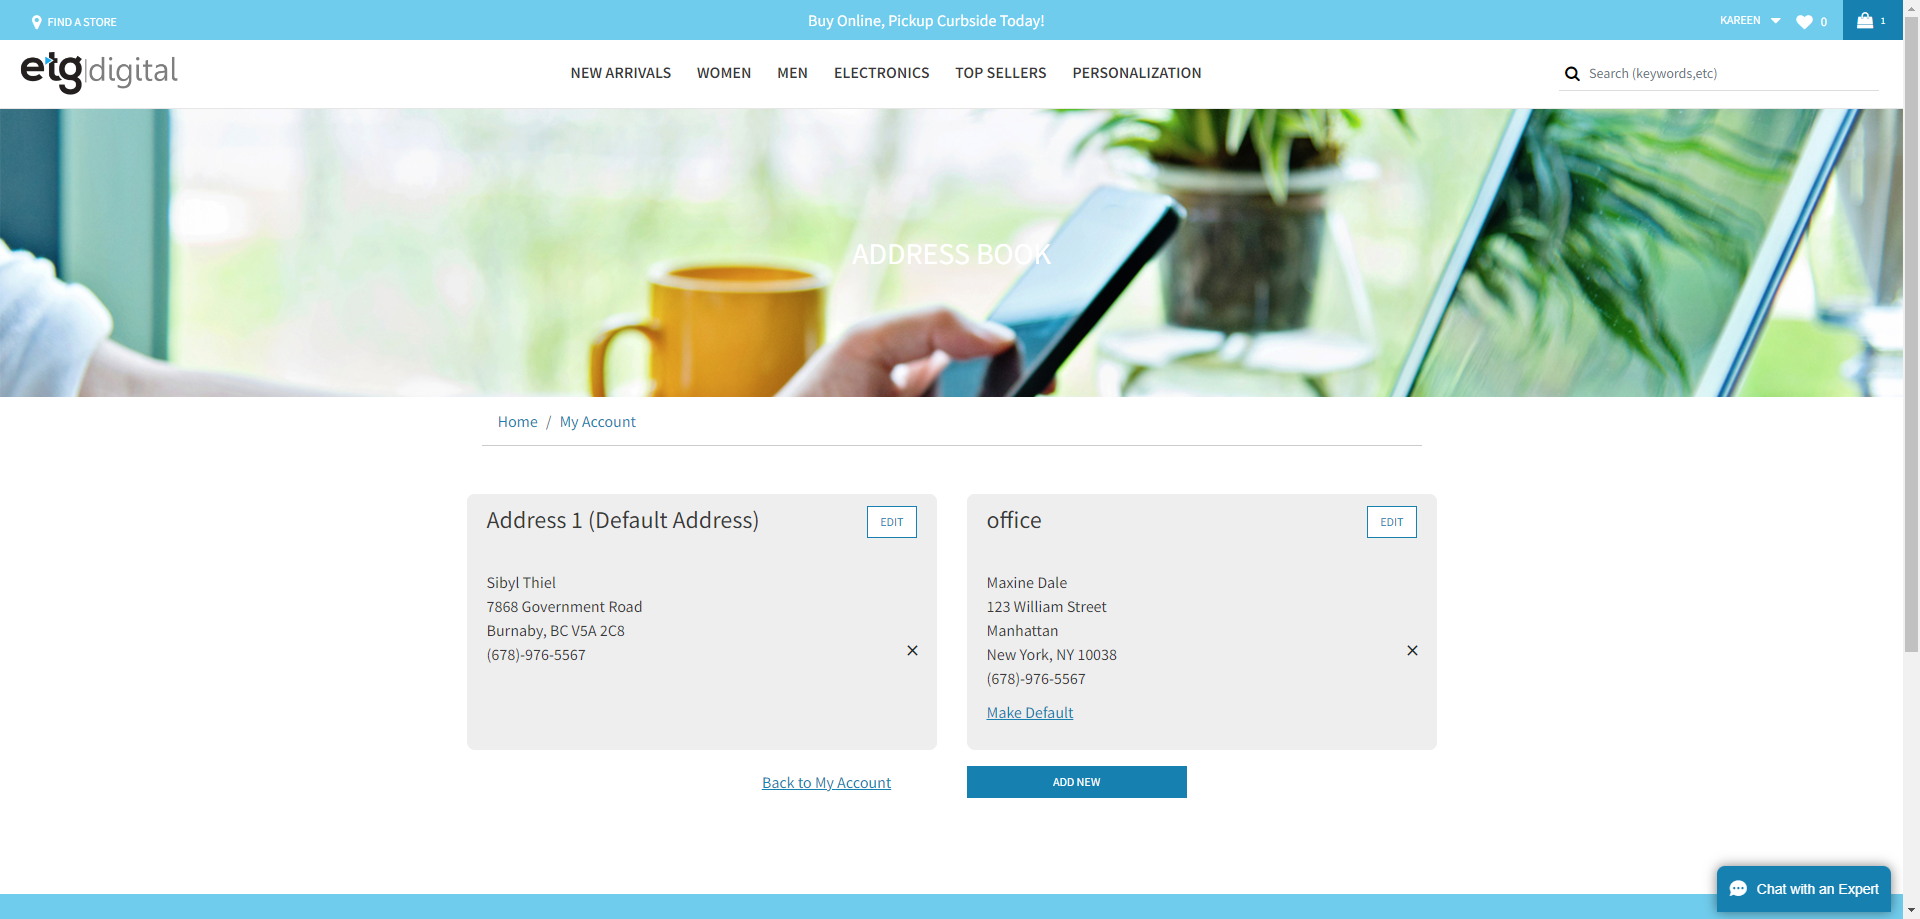 FIND A STORE
Buy Online, Pickup Curbside Today!
KAREEN
0
1
etg|digital
NEW ARRIVALS
WOMEN
MEN
ELECTRONICS
TOP SELLERS
PERSONALIZATION
Search (keywords,etc)
ADDRESS BOOK
Home / My Account
Address 1 (Default Address)
EDIT
Sibyl Thiel
7868 Government Road
Burnaby, BC V5A 2C8
(678)-976-5567
office
EDIT
Maxine Dale
123 William Street
Manhattan
New York, NY 10038
(678)-976-5567
Make Default
Back to My Account
ADD NEW
Chat with an Expert